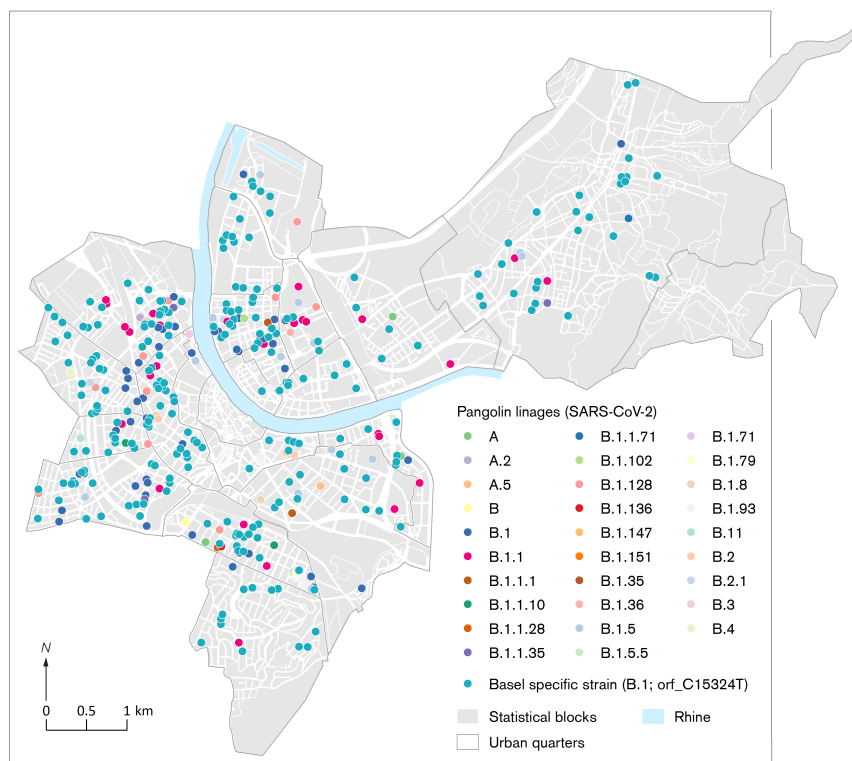 Pangolin linages (SARS-CoV-2)
A
A.2
A.5
B
B.1
B.1.1
B.1.1.1
B.1.1.10
B.1.1.28
B.1.1.35
B.1.1.71
B.1.102
B.1.128
B.1.136
B.1.147
B.1.151
B.1.35
B.1.36
B.1.5
B.1.5.5
B.1.71
B.1.79
B.1.8
B.1.93
B.11
B.2
B.2.1
B.3
B.4
Basel specific strain (B.1; orf_C15324T)
Statistical blocks
Rhine
Urban quarters
N
0 0.5 1 km